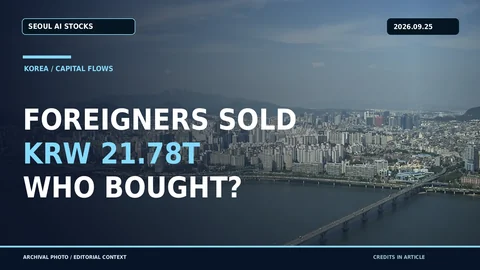 SEOUL AI STOCKS
2026.09.25
KOREA / CAPITAL FLOWS
FOREIGNERS SOLD
KRW 21.78T
WHO BOUGHT?
ARCHIVAL PHOTO / EDITORIAL CONTEXT
CREDITS IN ARTICLE